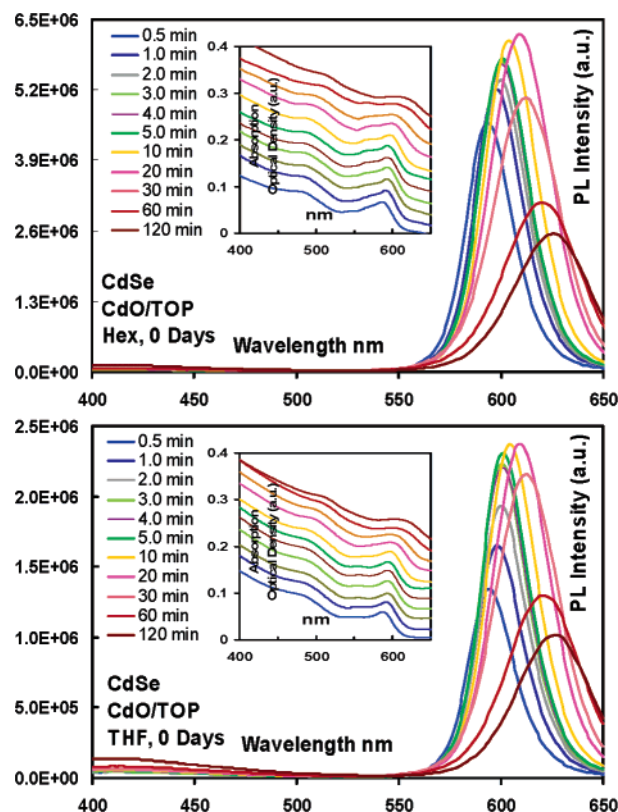 6.5E+06
5.2E+06
3.9E+06
2.6E+06
1.3E+06
0.0E+00
0.5 min
1.0 min
2.0 min
3.0 min
4.0 min
5.0 min
10 min
20 min
30 min
60 min
120 min
0.4
0.3
0.2
0.1
0
Absorption
Optical Density (a.u.)
nm
400
500
600
PL Intensity (a.u.)
CdSe
CdO/TOP
Hex, 0 Days
Wavelength nm
400
450
500
550
600
650
2.5E+06
2.0E+06
1.5E+06
1.0E+06
5.0E+05
0.0E+00
0.5 min
1.0 min
2.0 min
3.0 min
4.0 min
5.0 min
10 min
20 min
30 min
60 min
120 min
0.4
0.3
0.2
0.1
0
Absorption
Optical Density (a.u.)
nm
400
500
600
PL Intensity (a.u.)
CdSe
CdO/TOP
THF, 0 Days
Wavelength nm
400
450
500
550
600
650